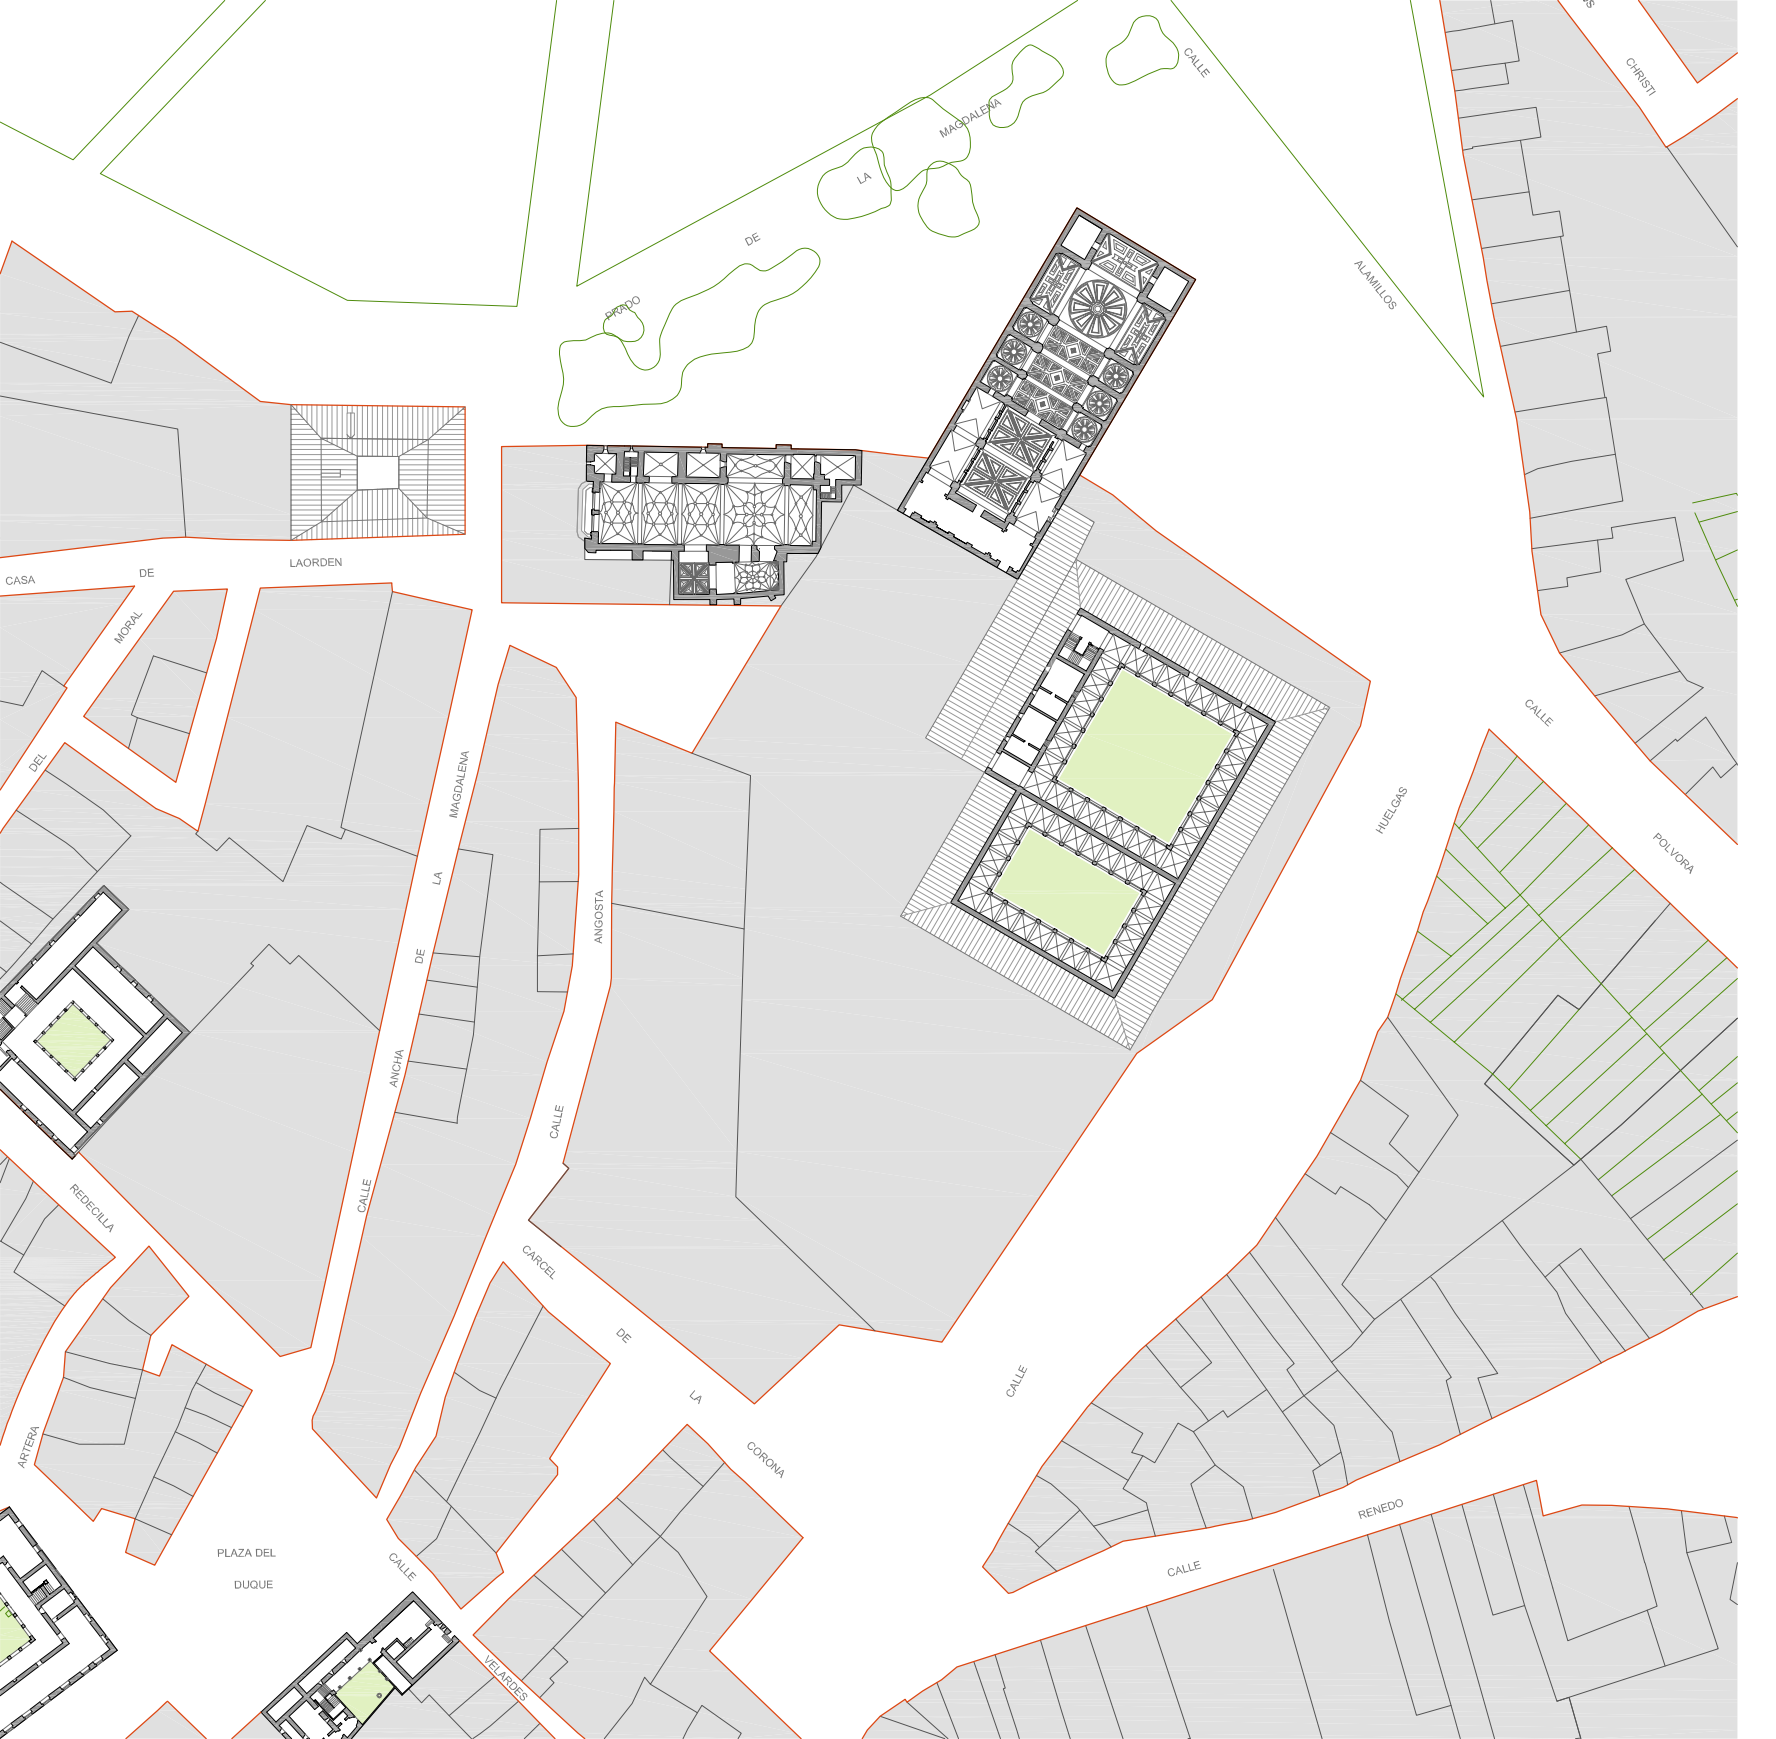 CALLE
S
CHRISTI
PRADO
DE
LA
MAGDALENA
ALAMILLOS
CASA
DE
LAORDEN
MORAL
DEL
CALLE
ANCHA
DE
LA
MAGDALENA
CALLE
ANGOSTA
CALLE
POLVORA
HUELGAS
CALLE
REDECILLA
CARCEL
DE
LA
CORONA
ARTERA
CALLE
RENEDO
PLAZA DEL
DUQUE
CALLE
VELARDES